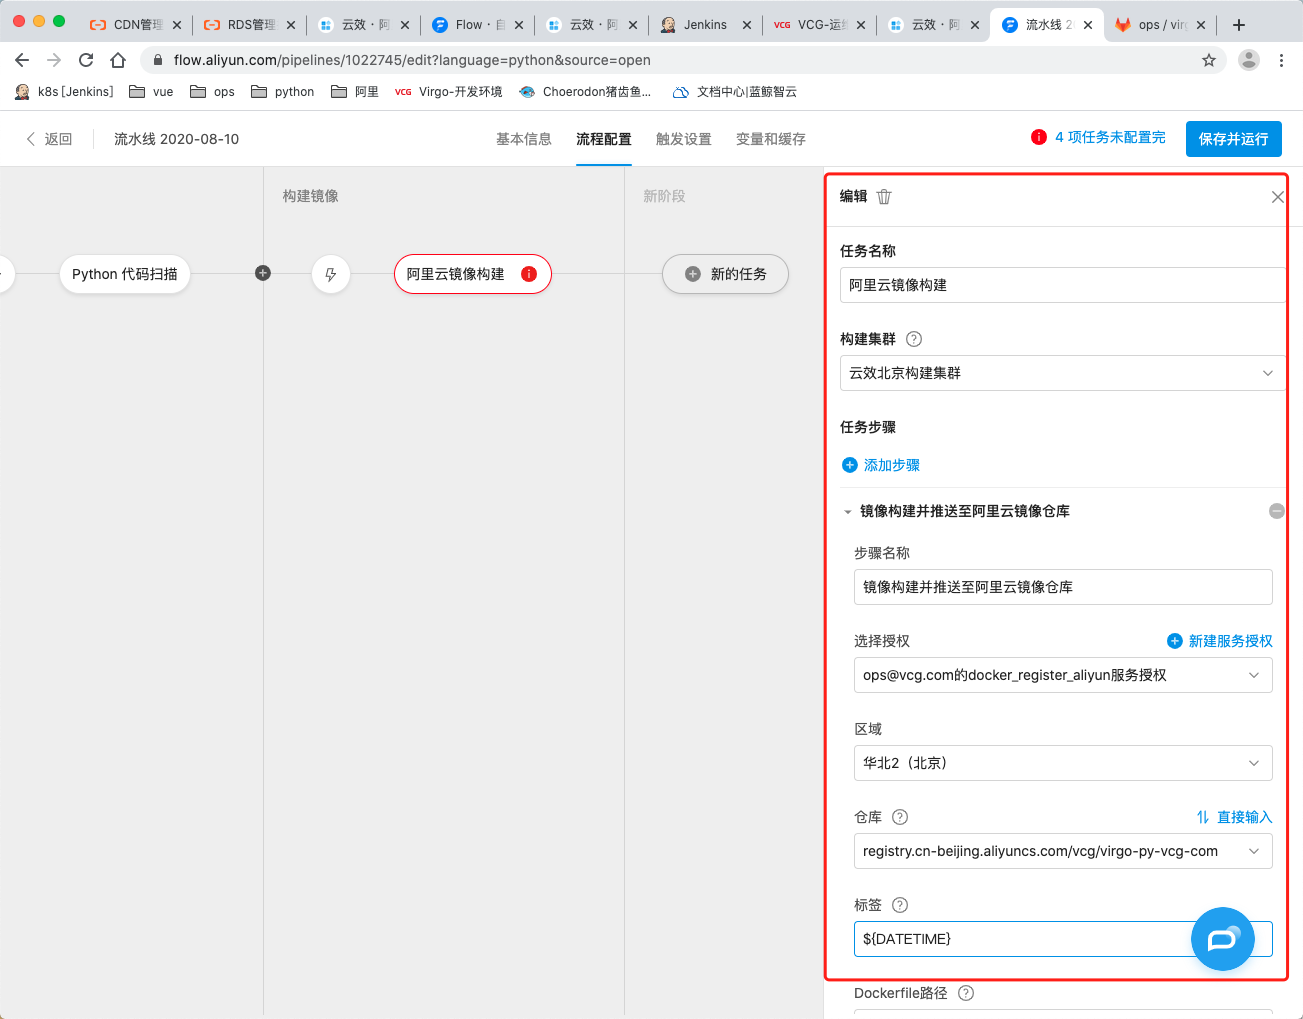 CDN管理
RDS管理
云效 · 阿
Flow · 自
云效 · 阿
Jenkins
VCG VCG-运维
云效 · 阿
流水线 2
ops / virg
flow.aliyun.com/pipelines/1022745/edit?language=python&source=open
k8s [Jenkins]
vue
ops
python
阿里
VCG Virgo-开发环境
Choerodon猪齿鱼...
文档中心|蓝鲸智云
返回
流水线 2020-08-10
基本信息
流程配置
触发设置
变量和缓存
4 项任务未配置完
保存并运行
构建镜像
新阶段
Python 代码扫描
阿里云镜像构建
新的任务
编辑
任务名称
阿里云镜像构建
构建集群
云效北京构建集群
任务步骤
添加步骤
镜像构建并推送至阿里云镜像仓库
步骤名称
镜像构建并推送至阿里云镜像仓库
选择授权
新建服务授权
ops@vcg.com的docker_register_aliyun服务授权
区域
华北2（北京）
仓库
直接输入
registry.cn-beijing.aliyuncs.com/vcg/virgo-py-vcg-com
标签
${DATETIME}
Dockerfile路径